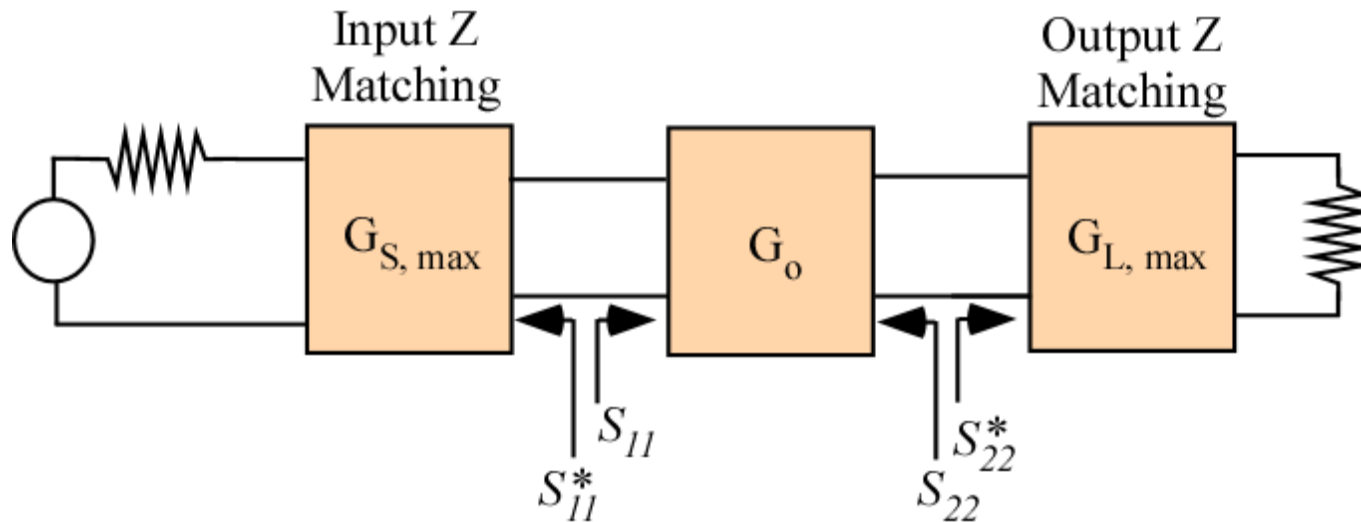 Input Z
Matching
Output Z
Matching
G_S, max
G_o
G_L, max
S_11
S*_11
S*_22
S_22